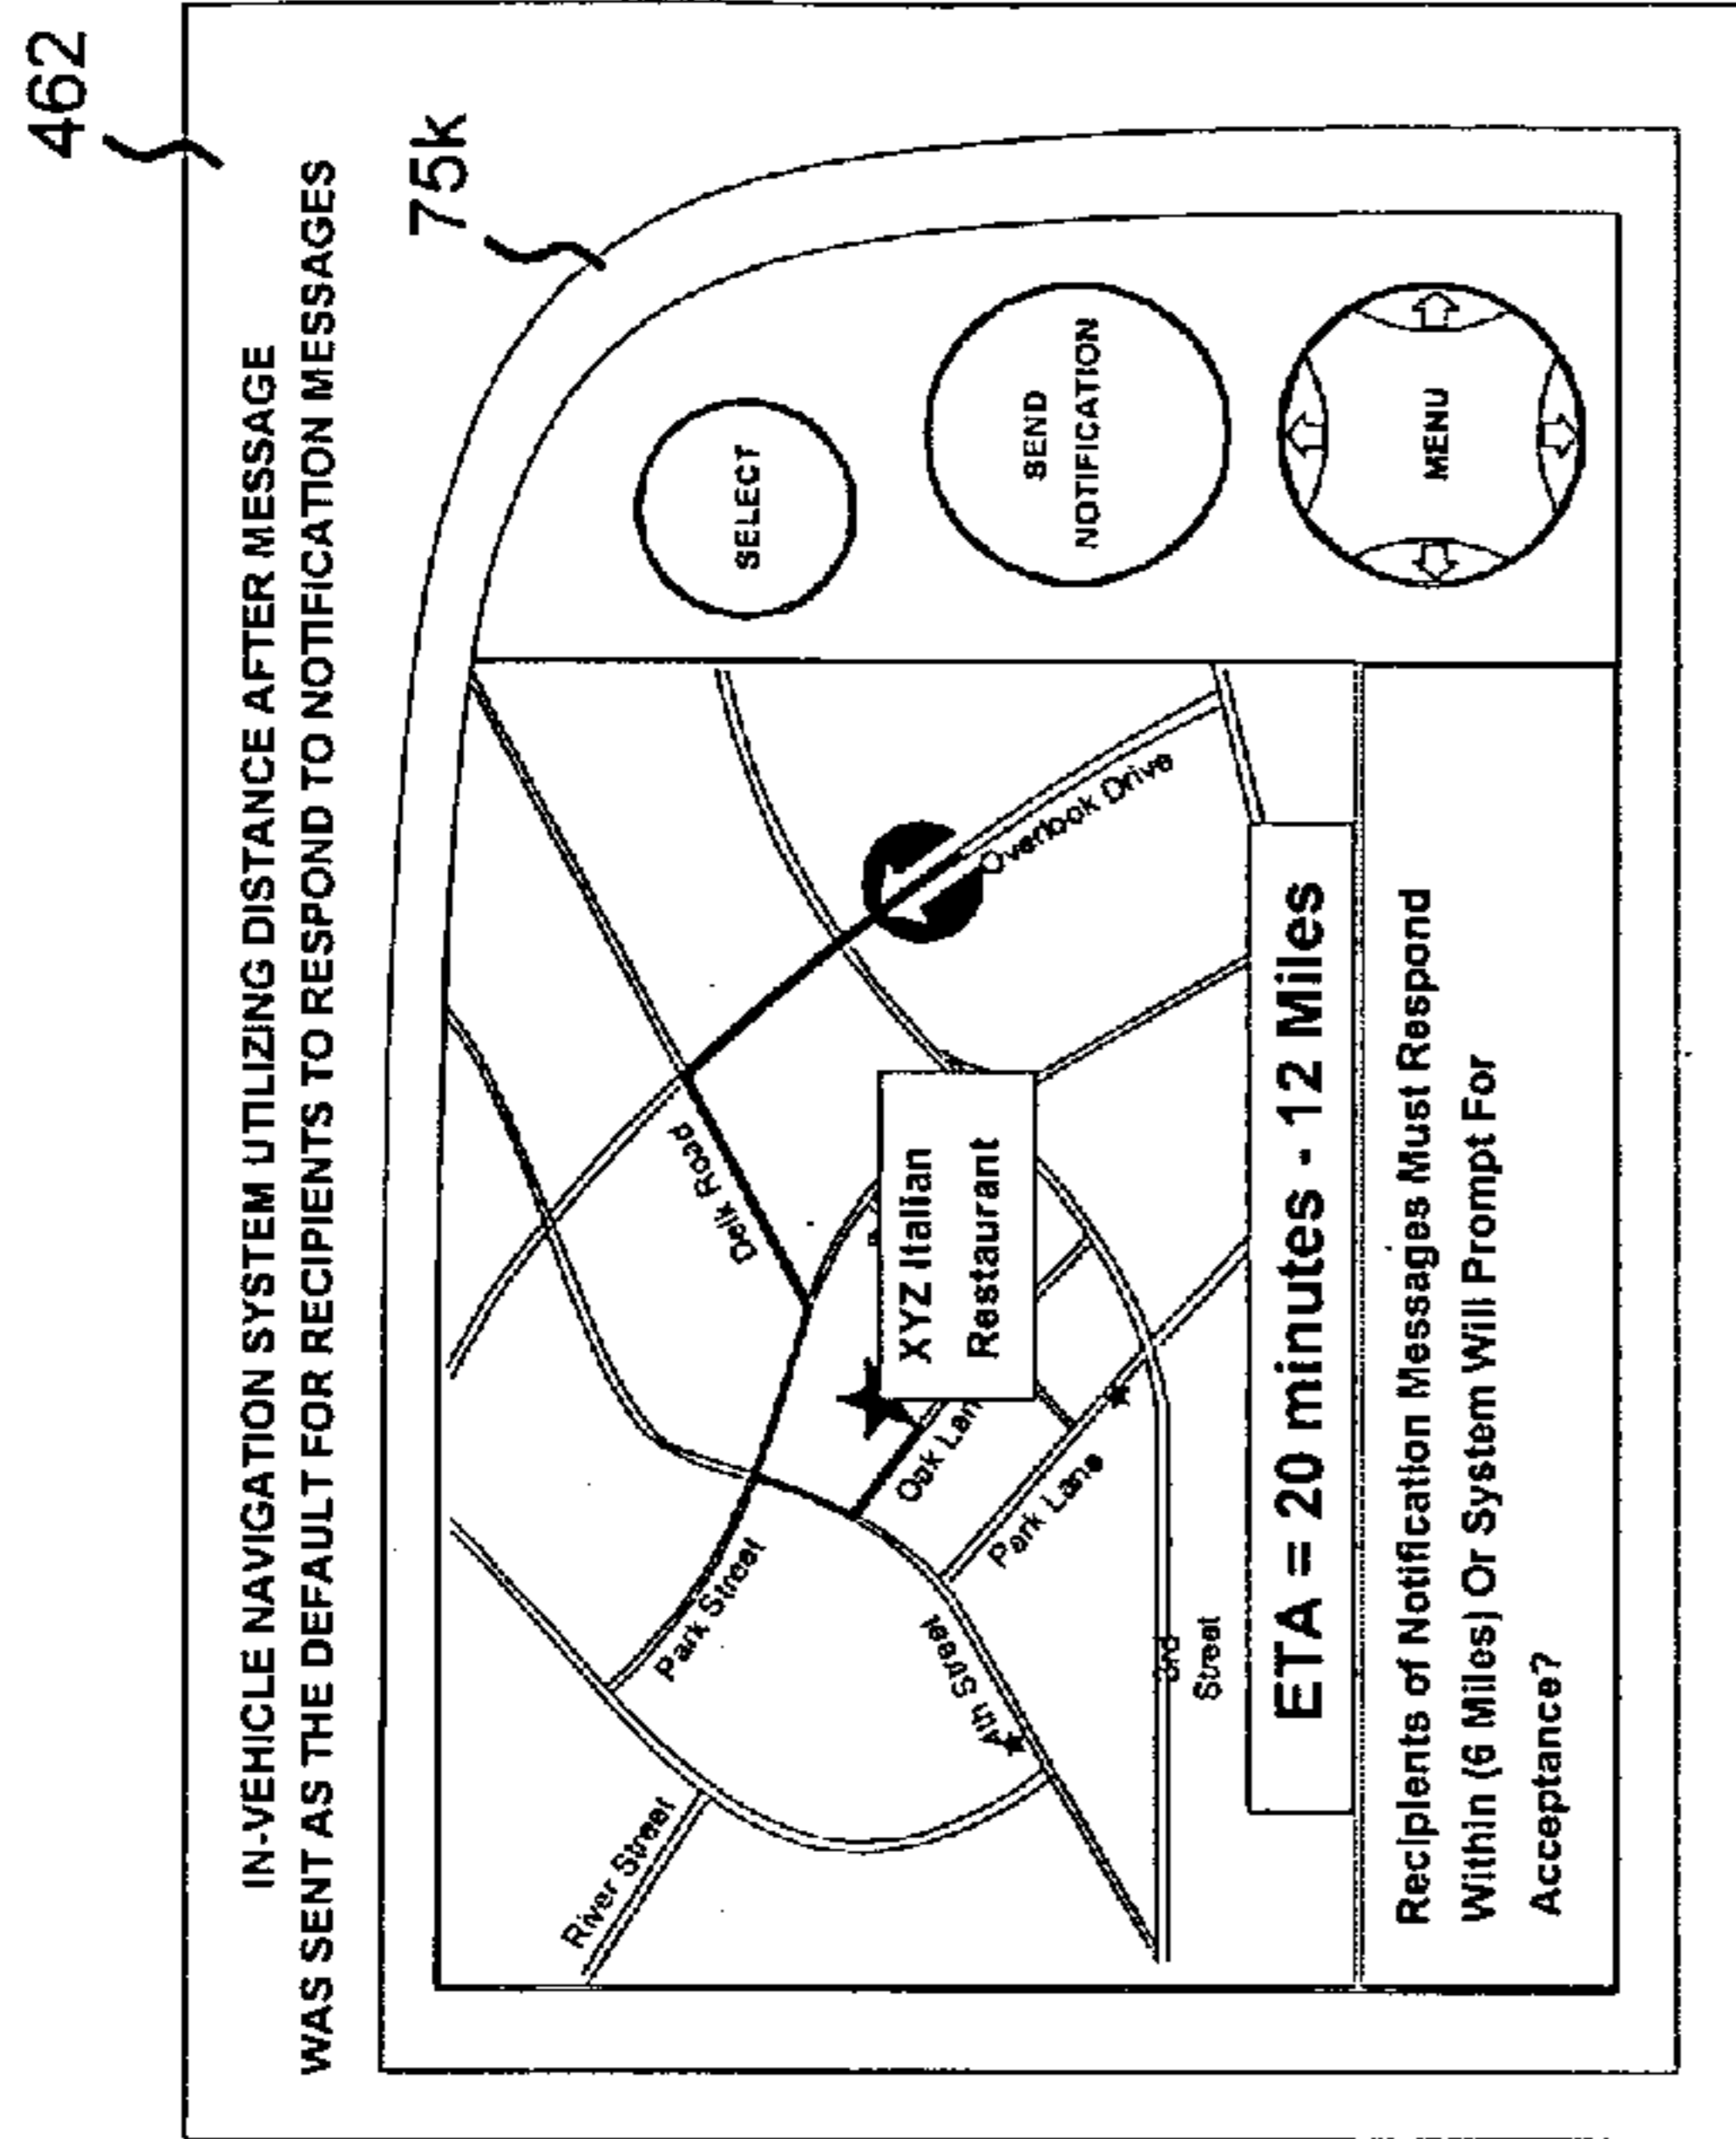 462
IN-VEHICLE NAVIGATION SYSTEM UTILIZING DISTANCE AFTER MESSAGE
WAS SENT AS THE DEFAULT FOR RECIPIENTS TO RESPOND TO NOTIFICATION MESSAGES
75k
River Street
Park Street
Delk Road
Overlook Drive
XYZ Italian
Restaurant
Oak Lan
Park Lane
4th Street
3rd
Street
ETA = 20 minutes - 12 Miles
Recipients of Notification Messages Must Respond
Within (6 Miles) Or System Will Prompt For
Acceptance?
SELECT
SEND
NOTIFICATION
MENU